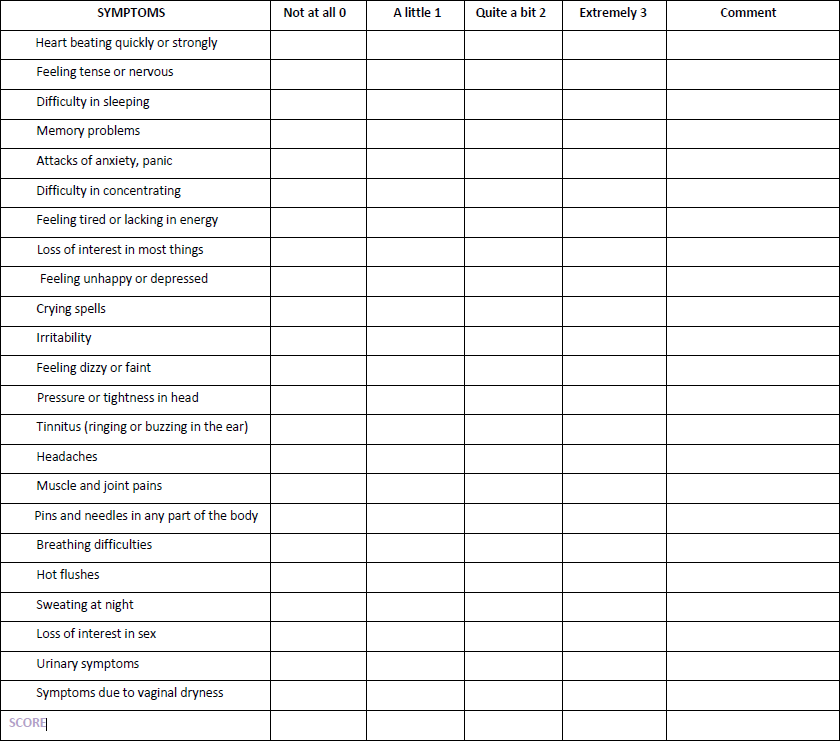 SYMPTOMS Not at all 0 A little 1 Quite a bit 2 Extremely 3 Comment
Heart beating quickly or strongly
Feeling tense or nervous
Difficulty in sleeping
Memory problems
Attacks of anxiety, panic
Difficulty in concentrating
Feeling tired or lacking in energy
Loss of interest in most things
Feeling unhappy or depressed
Crying spells
Irritability
Feeling dizzy or faint
Pressure or tightness in head
Tinnitus (ringing or buzzing in the ear)
Headaches
Muscle and joint pains
Pins and needles in any part of the body
Breathing difficulties
Hot flushes
Sweating at night
Loss of interest in sex
Urinary symptoms
Symptoms due to vaginal dryness
SCORE